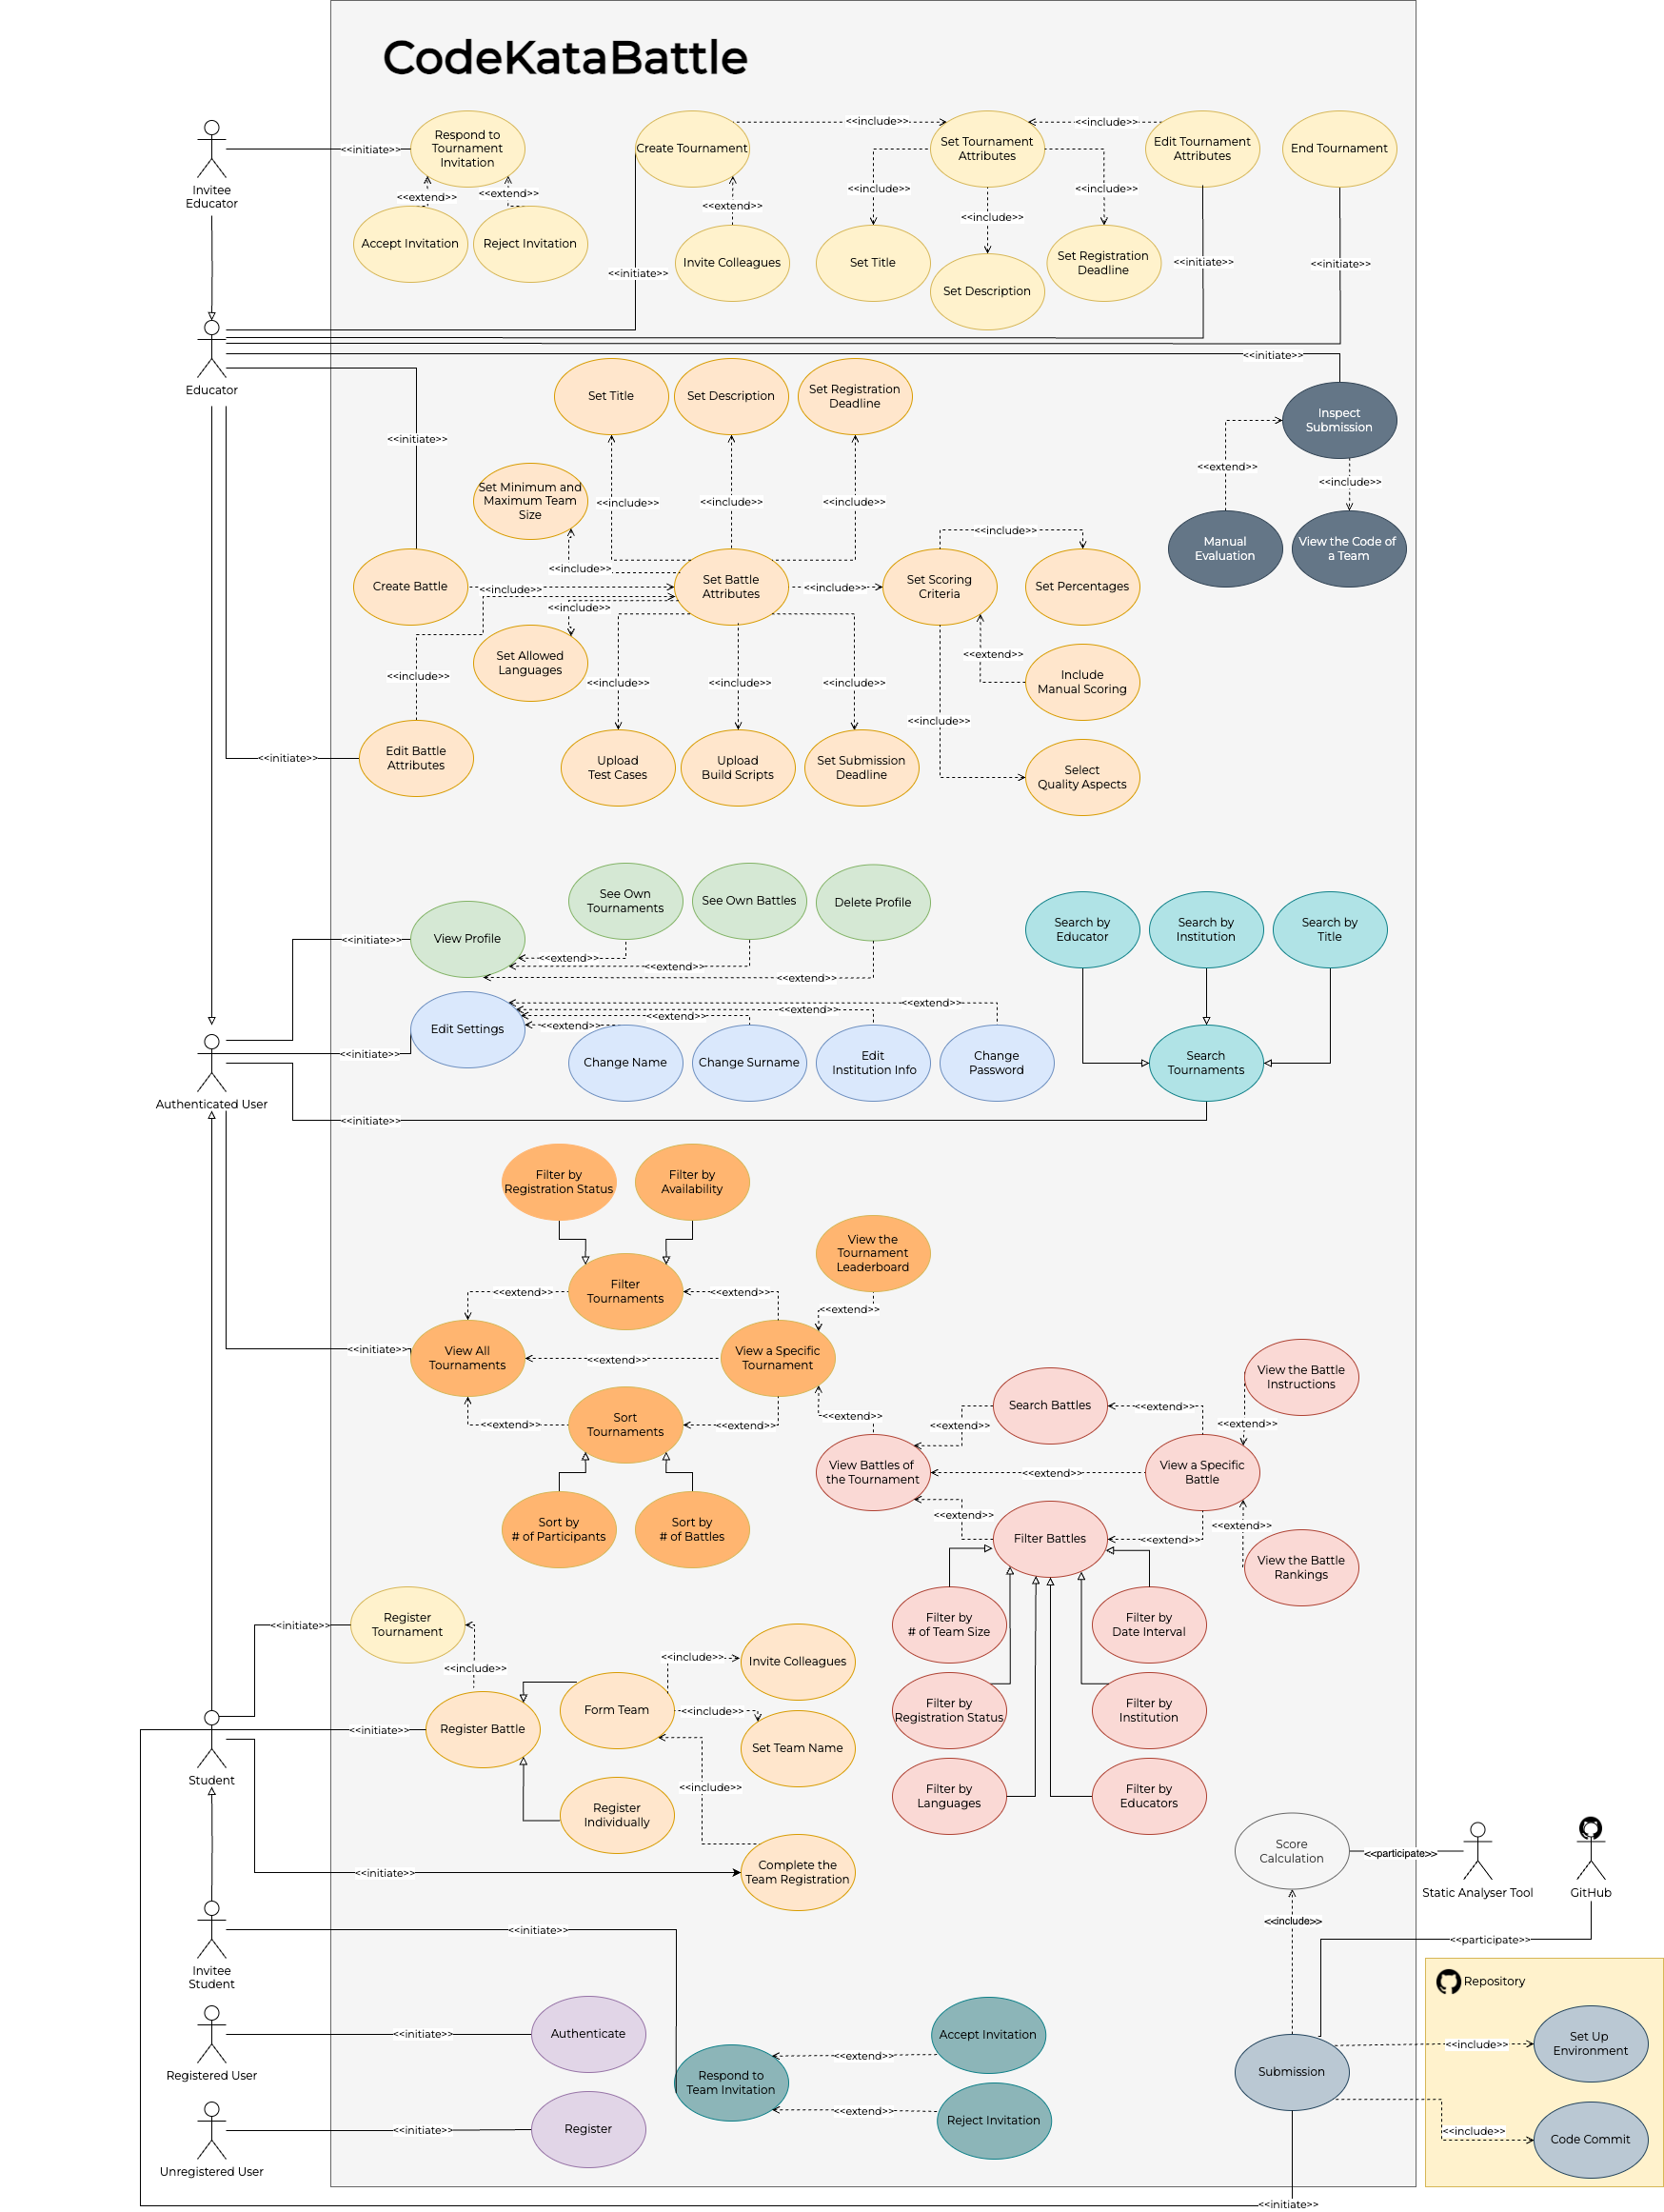 CodeKataBattle
Invitee
Educator
<<initiate>>
Respond to
Tournament
Invitation
<<extend>>
<<extend>>
Accept Invitation
Reject Invitation
Create Tournament
<<include>>
Set Tournament
Attributes
<<include>>
Edit Tournament
Attributes
End Tournament
<<extend>>
Invite Colleagues
<<initiate>>
<<include>>
<<include>>
<<include>>
Set Title
Set Description
Set Registration
Deadline
<<initiate>>
<<initiate>>
Educator
<<initiate>>
<<initiate>>
Set Title
Set Description
Set Registration
Deadline
Inspect
Submission
<<extend>>
<<include>>
Manual
Evaluation
View the Code of
a Team
Set Minimum and
Maximum Team
Size
<<include>>
<<include>>
<<include>>
<<include>>
Create Battle
<<include>>
Set Battle
Attributes
<<include>>
Set Scoring
Criteria
<<include>>
Set Percentages
<<include>>
Set Allowed
Languages
<<include>>
<<include>>
<<include>>
<<include>>
<<extend>>
Include
Manual Scoring
<<include>>
<<initiate>>
Edit Battle
Attributes
Upload
Test Cases
Upload
Build Scripts
Set Submission
Deadline
Select
Quality Aspects
See Own
Tournaments
See Own Battles
Delete Profile
<<initiate>>
View Profile
<<extend>>
<<extend>>
<<extend>>
Search by
Educator
Search by
Institution
Search by
Title
Edit Settings
<<extend>>
<<extend>>
<<extend>>
<<extend>>
<<initiate>>
Change Name
Change Surname
Edit
Institution Info
Change
Password
Search
Tournaments
Authenticated User
<<initiate>>
Filter by
Registration Status
Filter by
Availability
View the
Tournament
Leaderboard
Filter
Tournaments
<<extend>>
<<extend>>
<<extend>>
<<initiate>>
View All
Tournaments
<<extend>>
View a Specific
Tournament
<<extend>>
Sort
Tournaments
<<extend>>
<<extend>>
Sort by
# of Participants
Sort by
# of Battles
View Battles of
the Tournament
<<extend>>
Search Battles
<<extend>>
<<extend>>
View the Battle
Instructions
<<extend>>
View a Specific
Battle
<<extend>>
Filter Battles
<<extend>>
<<extend>>
View the Battle
Rankings
Filter by
# of Team Size
Filter by
Date Interval
Filter by
Registration Status
Filter by
Institution
Filter by
Languages
Filter by
Educators
<<initiate>>
Register
Tournament
<<include>>
Student
<<initiate>>
Register Battle
Form Team
<<include>>
Invite Colleagues
<<include>>
Set Team Name
<<include>>
Register
Individually
<<initiate>>
Complete the
Team Registration
Score
Calculation
<<participate>>
Static Analyser Tool
GitHub
<<include>>
<<participate>>
Invitee
Student
<<initiate>>
Registered User
<<initiate>>
Authenticate
Unregistered User
<<initiate>>
Register
Respond to
Team Invitation
<<extend>>
Accept Invitation
<<extend>>
Reject Invitation
Submission
Repository
<<include>>
Set Up
Environment
<<include>>
Code Commit
<<initiate>>